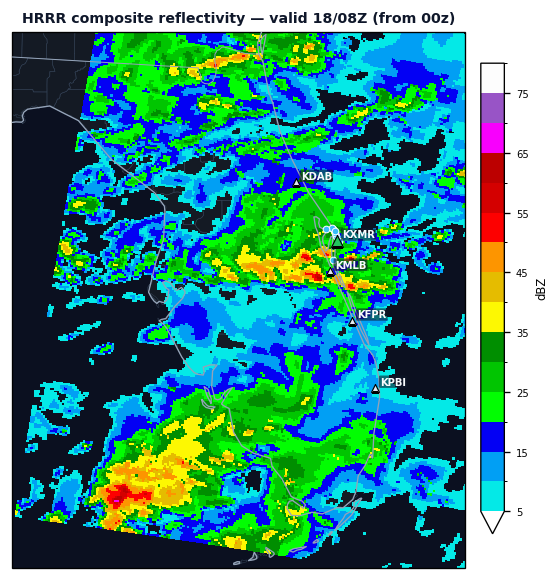 HRRR composite reflectivity — valid 18/08Z (from 00z)
75
65
55
45
35
25
15
5
dBZ
KDAB
KXMR
KMLB
KFPR
KPBI